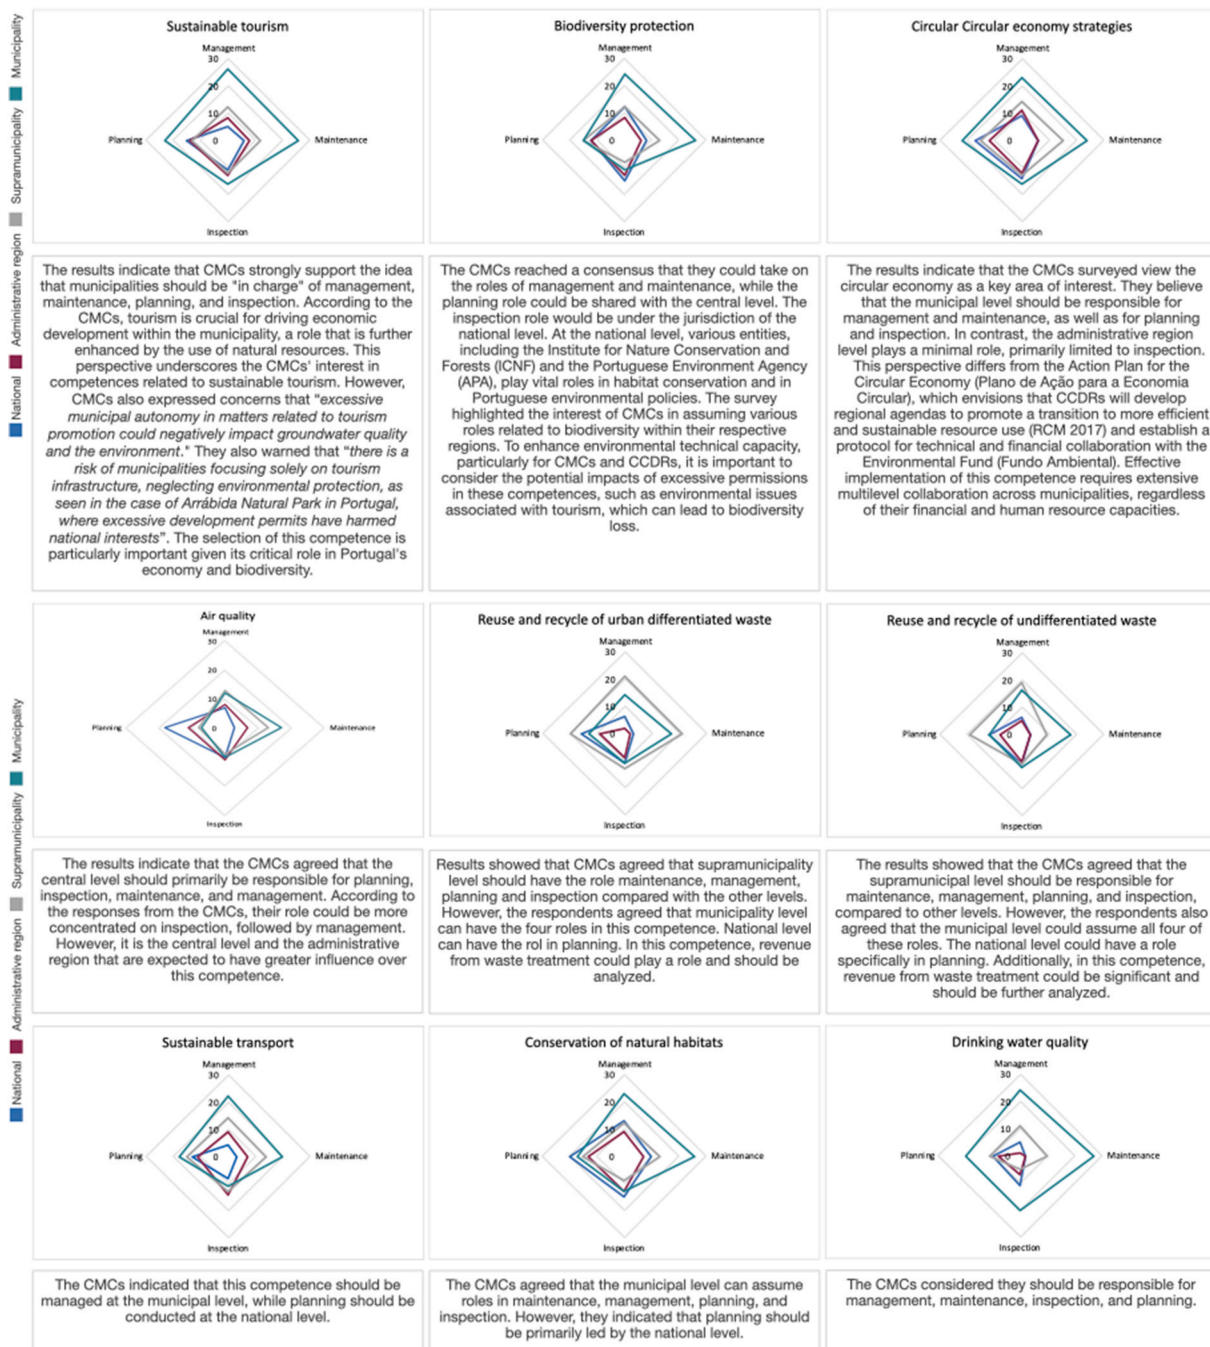 Sustainable tourism
Management
30
20
10
0
Planning
Maintenance
Inspection
Biodiversity protection
Management
30
20
10
0
Planning
Maintenance
Inspection
Circular Circular economy strategies
Management
30
20
10
0
Planning
Maintenance
Inspection
National Administrative region Supramunicipality Municipality
The results indicate that CMCs strongly support the idea
that municipalities should be "in charge" of management,
maintenance, planning, and inspection. According to the
CMCs, tourism is crucial for driving economic
development within the municipality, a role that is further
enhanced by the use of natural resources. This
perspective underscores the CMCs' interest in
competences related to sustainable tourism. However,
CMCs also expressed concerns that “excessive
municipal autonomy in matters related to tourism
promotion could negatively impact groundwater quality
and the environment." They also warned that “there is a
risk of municipalities focusing solely on tourism
infrastructure, neglecting environmental protection, as
seen in the case of Arrábida Natural Park in Portugal,
where excessive development permits have harmed
national interests”. The selection of this competence is
particularly important given its critical role in Portugal's
economy and biodiversity.
The CMCs reached a consensus that they could take on
the roles of management and maintenance, while the
planning role could be shared with the central level. The
inspection role would be under the jurisdiction of the
national level. At the national level, various entities,
including the Institute for Nature Conservation and
Forests (ICNF) and the Portuguese Environment Agency
(APA), play vital roles in habitat conservation and in
Portuguese environmental policies. The survey
highlighted the interest of CMCs in assuming various
roles related to biodiversity within their respective
regions. To enhance environmental technical capacity,
particularly for CMCs and CCDRs, it is important to
consider the potential impacts of excessive permissions
in these competences, such as environmental issues
associated with tourism, which can lead to biodiversity
loss.
The results indicate that the CMCs surveyed view the
circular economy as a key area of interest. They believe
that the municipal level should be responsible for
management and maintenance, as well as for planning
and inspection. In contrast, the administrative region
level plays a minimal role, primarily limited to inspection.
This perspective differs from the Action Plan for the
Circular Economy (Plano de Ação para a Economia
Circular), which envisions that CCDRs will develop
regional agendas to promote a transition to more efficient
and sustainable resource use (RCM 2017) and establish a
protocol for technical and financial collaboration with the
Environmental Fund (Fundo Ambiental). Effective
implementation of this competence requires extensive
multilevel collaboration across municipalities, regardless
of their financial and human resource capacities.
Air quality
Management
30
20
10
0
Planning
Maintenance
Inspection
Reuse and recycle of urban differentiated waste
Management
30
20
10
0
Planning
Maintenance
Inspection
Reuse and recycle of undifferentiated waste
Management
30
20
10
0
Planning
Maintenance
Inspection
National Administrative region Supramunicipality Municipality
The results indicate that the CMCs agreed that the
central level should primarily be responsible for planning,
inspection, maintenance, and management. According to
the responses from the CMCs, their role could be more
concentrated on inspection, followed by management.
However, it is the central level and the administrative
region that are expected to have greater influence over
this competence.
Results showed that CMCs agreed that supramunicipality
level should have the role maintenance, management,
planning and inspection compared with the other levels.
However, the respondents agreed that municipality level
can have the four roles in this competence. National level
can have the rol in planning. In this competence, revenue
from waste treatment could play a role and should be
analyzed.
The results showed that the CMCs agreed that the
supramunicipal level should be responsible for
maintenance, management, planning, and inspection,
compared to other levels. However, the respondents also
agreed that the municipal level could assume all four of
these roles. The national level could have a role
specifically in planning. Additionally, in this competence,
revenue from waste treatment could be significant and
should be further analyzed.
Sustainable transport
Management
30
20
10
0
Planning
Maintenance
Inspection
Conservation of natural habitats
Management
30
20
10
0
Planning
Maintenance
Inspection
Drinking water quality
Management
30
20
10
0
Planning
Maintenance
Inspection
The CMCs indicated that this competence should be
managed at the municipal level, while planning should be
conducted at the national level.
The CMCs agreed that the municipal level can assume
roles in maintenance, management, planning, and
inspection. However, they indicated that planning should
be primarily led by the national level.
The CMCs considered they should be responsible for
management, maintenance, inspection, and planning.